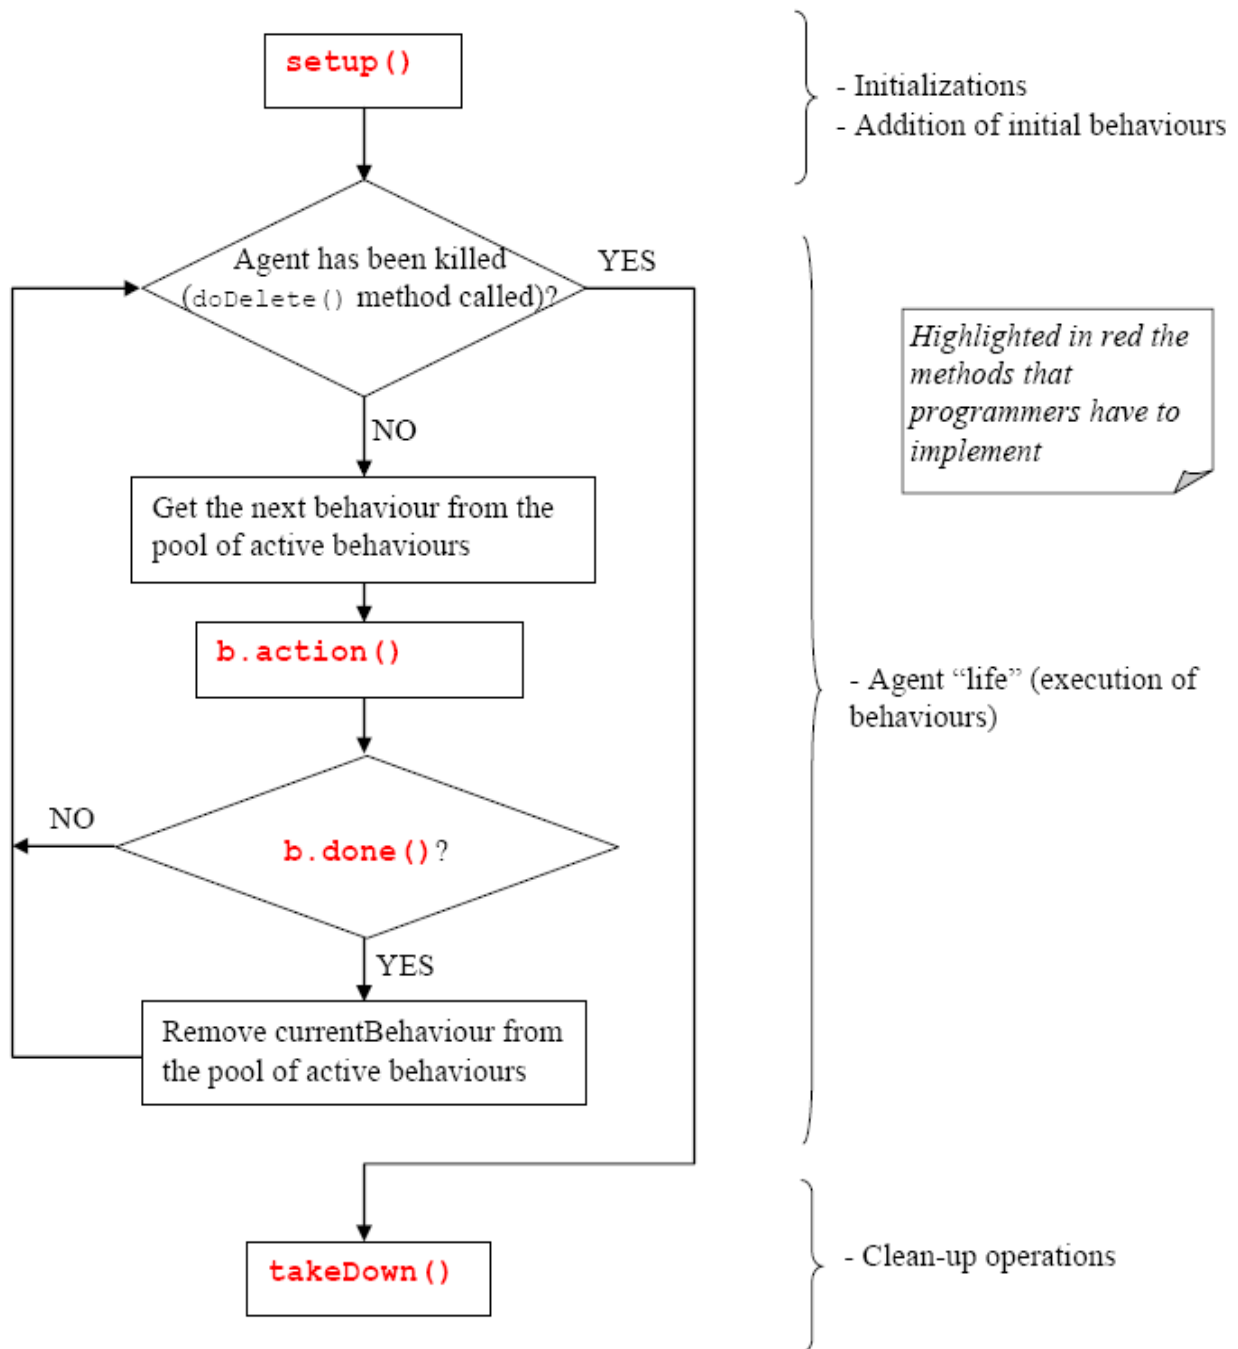 setup()
- Initializations
- Addition of initial behaviours
Agent has been killed
(doDelete() method called)?
YES
Highlighted in red the
methods that
programmers have to
implement
NO
Get the next behaviour from the
pool of active behaviours
b.action()
- Agent “life” (execution of
behaviours)
NO
b.done()?
YES
Remove currentBehaviour from
the pool of active behaviours
takeDown()
- Clean-up operations